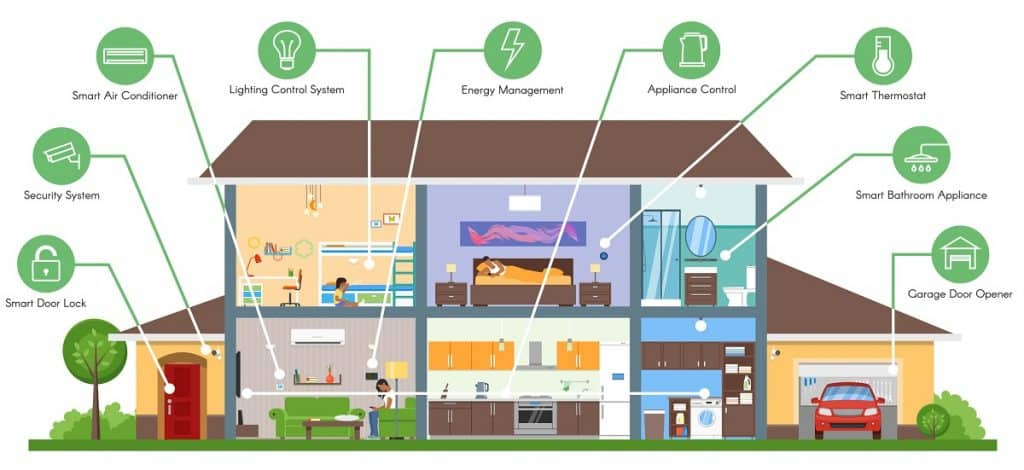 Smart Air Conditioner
Lighting Control System
Energy Management
Appliance Control
Smart Thermostat
Security System
Smart Bathroom Appliance
Smart Door Lock
Garage Door Opener